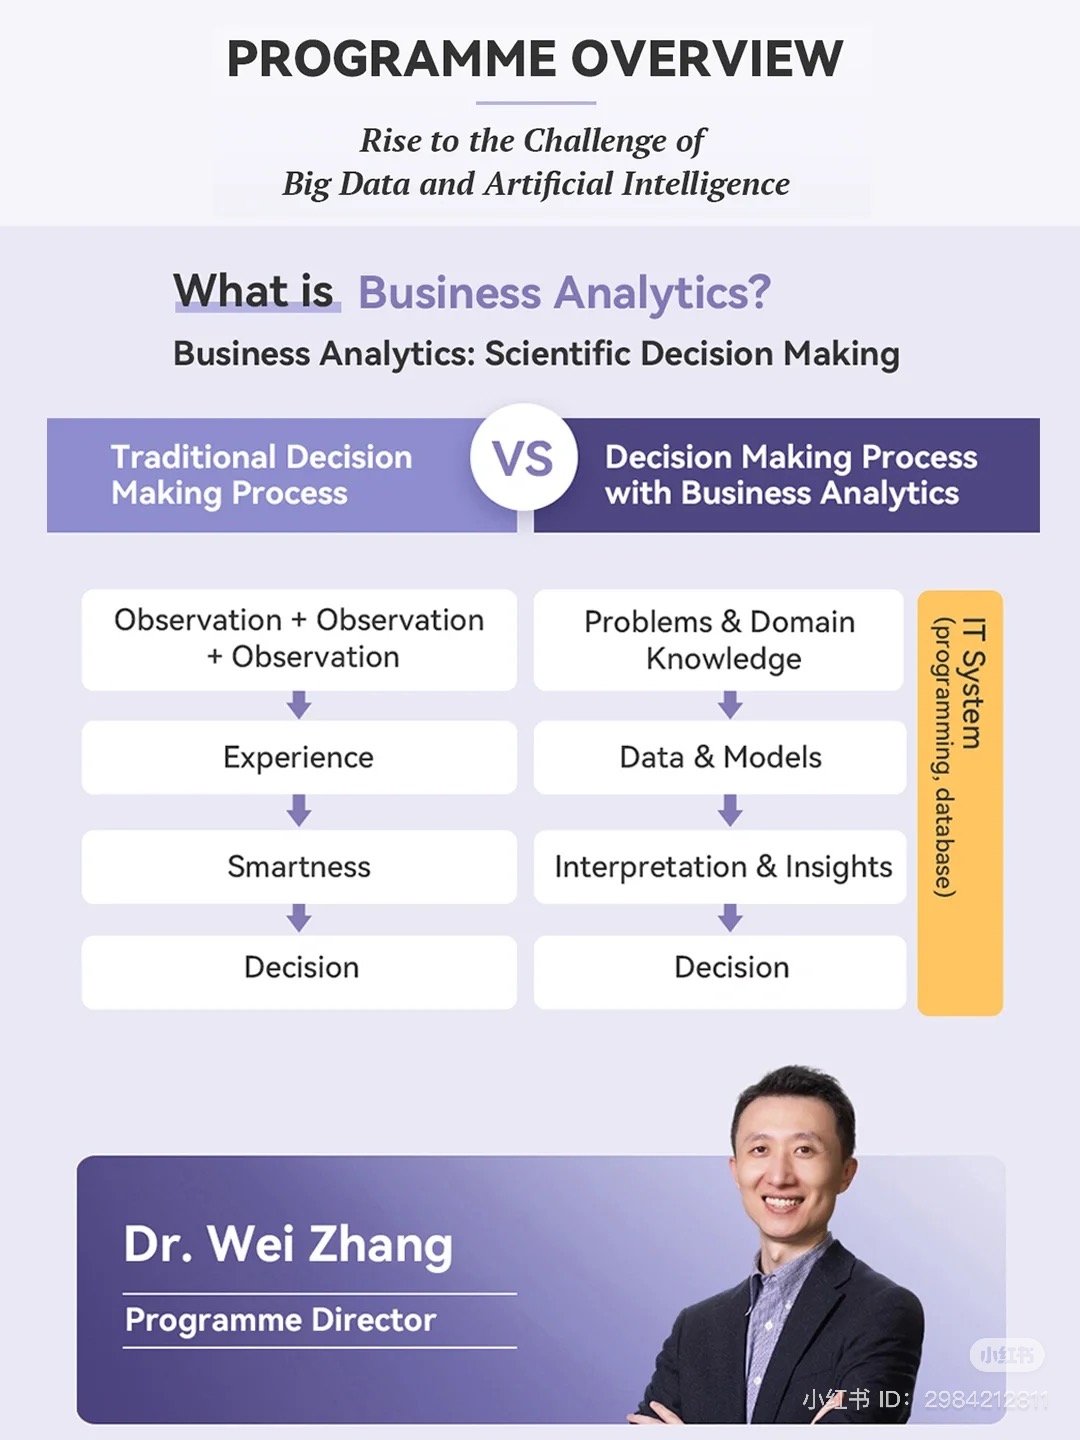 PROGRAMME OVERVIEW
Rise to the Challenge of
Big Data and Artificial Intelligence
What is Business Analytics?
Business Analytics: Scientific Decision Making
Traditional Decision
Making Process
VS
Decision Making Process
with Business Analytics
Observation + Observation
+ Observation
Experience
Smartness
Decision
Problems & Domain
Knowledge
Data & Models
Interpretation & Insights
Decision
IT System
(programming, database)
Dr. Wei Zhang
Programme Director
小红书
小红书 ID: 2984212811